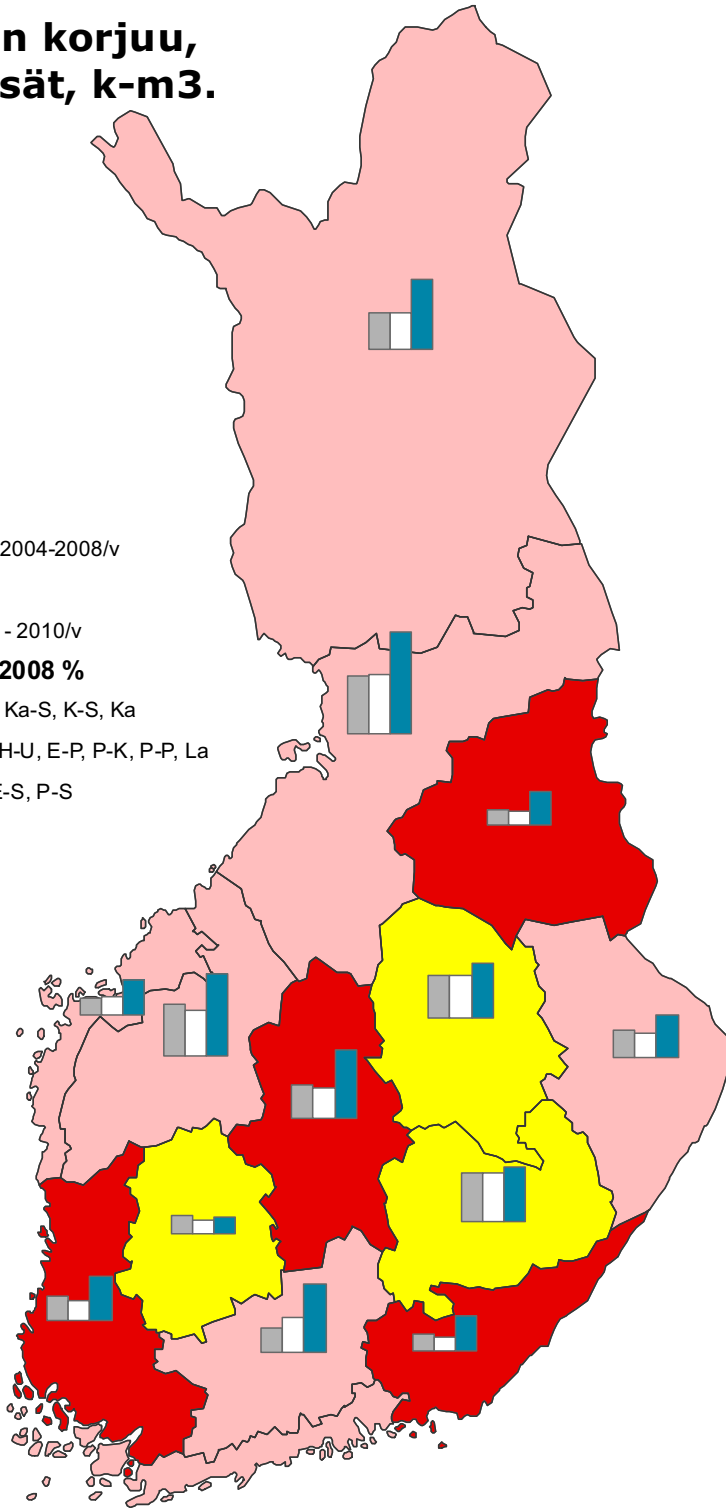 n korjuu,
sät, k-m3.
2004-2008/v
- 2010/v
2008 %
Ka-S, K-S, Ka
H-U, E-P, P-K, P-P, La
E-S, P-S